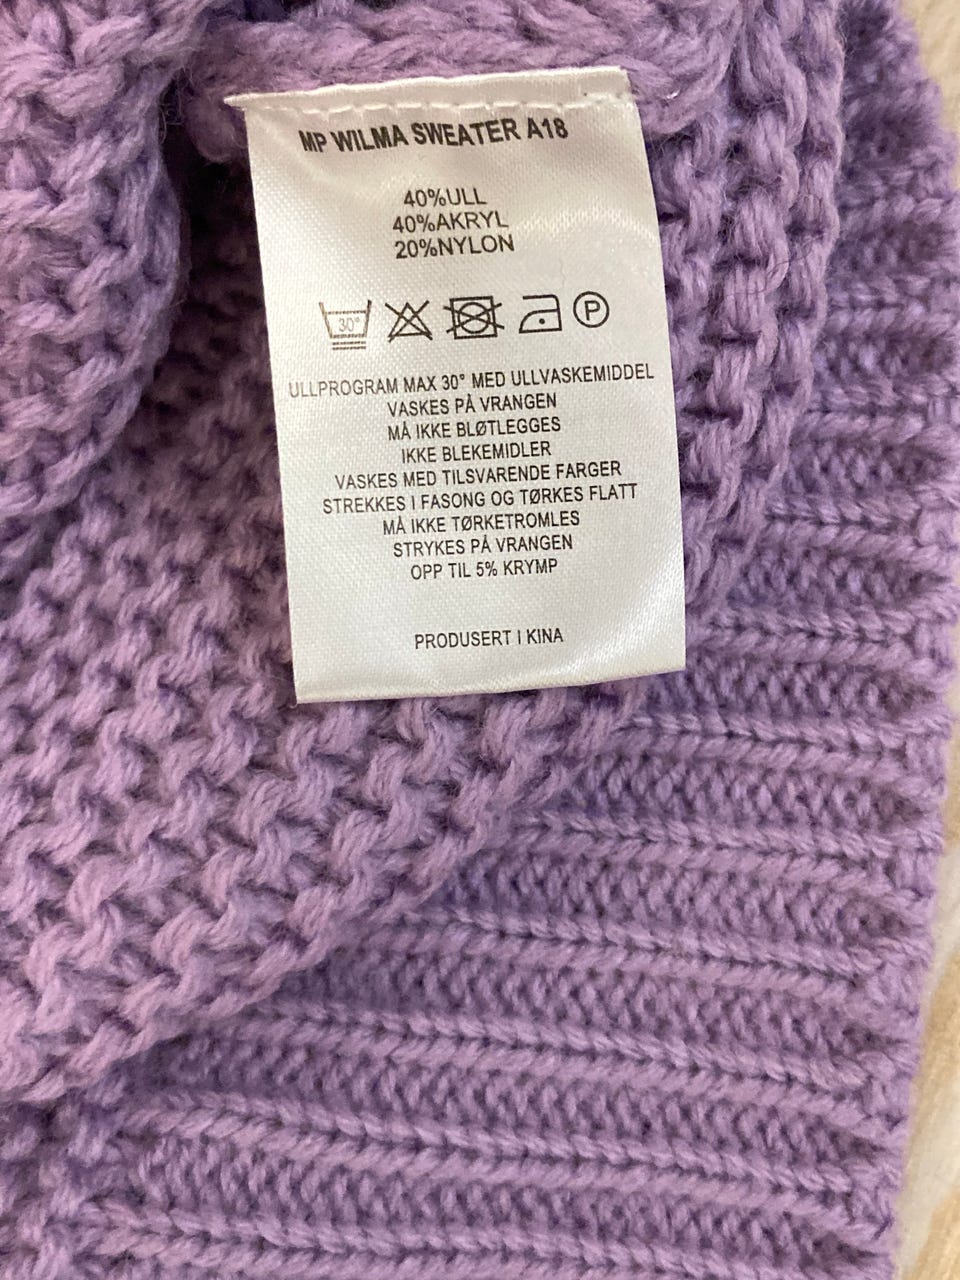 MP WILMA SWEATER A18
40%ULL
40%AKRYL
20%NYLON
30° P
ULLPROGRAM MAX 30° MED ULLVASKEMIDDEL
VASKES PÅ VRANGEN
MÅ IKKE BLØTLEGGES
IKKE BLEKEMIDLER
VASKES MED TILSVARENDE FARGER
STREKKES I FASONG OG TØRKES FLATT
MÅ IKKE TØRKETROMLES
STRYKES PÅ VRANGEN
OPP TIL 5% KRYMP
PRODUSERT I KINA